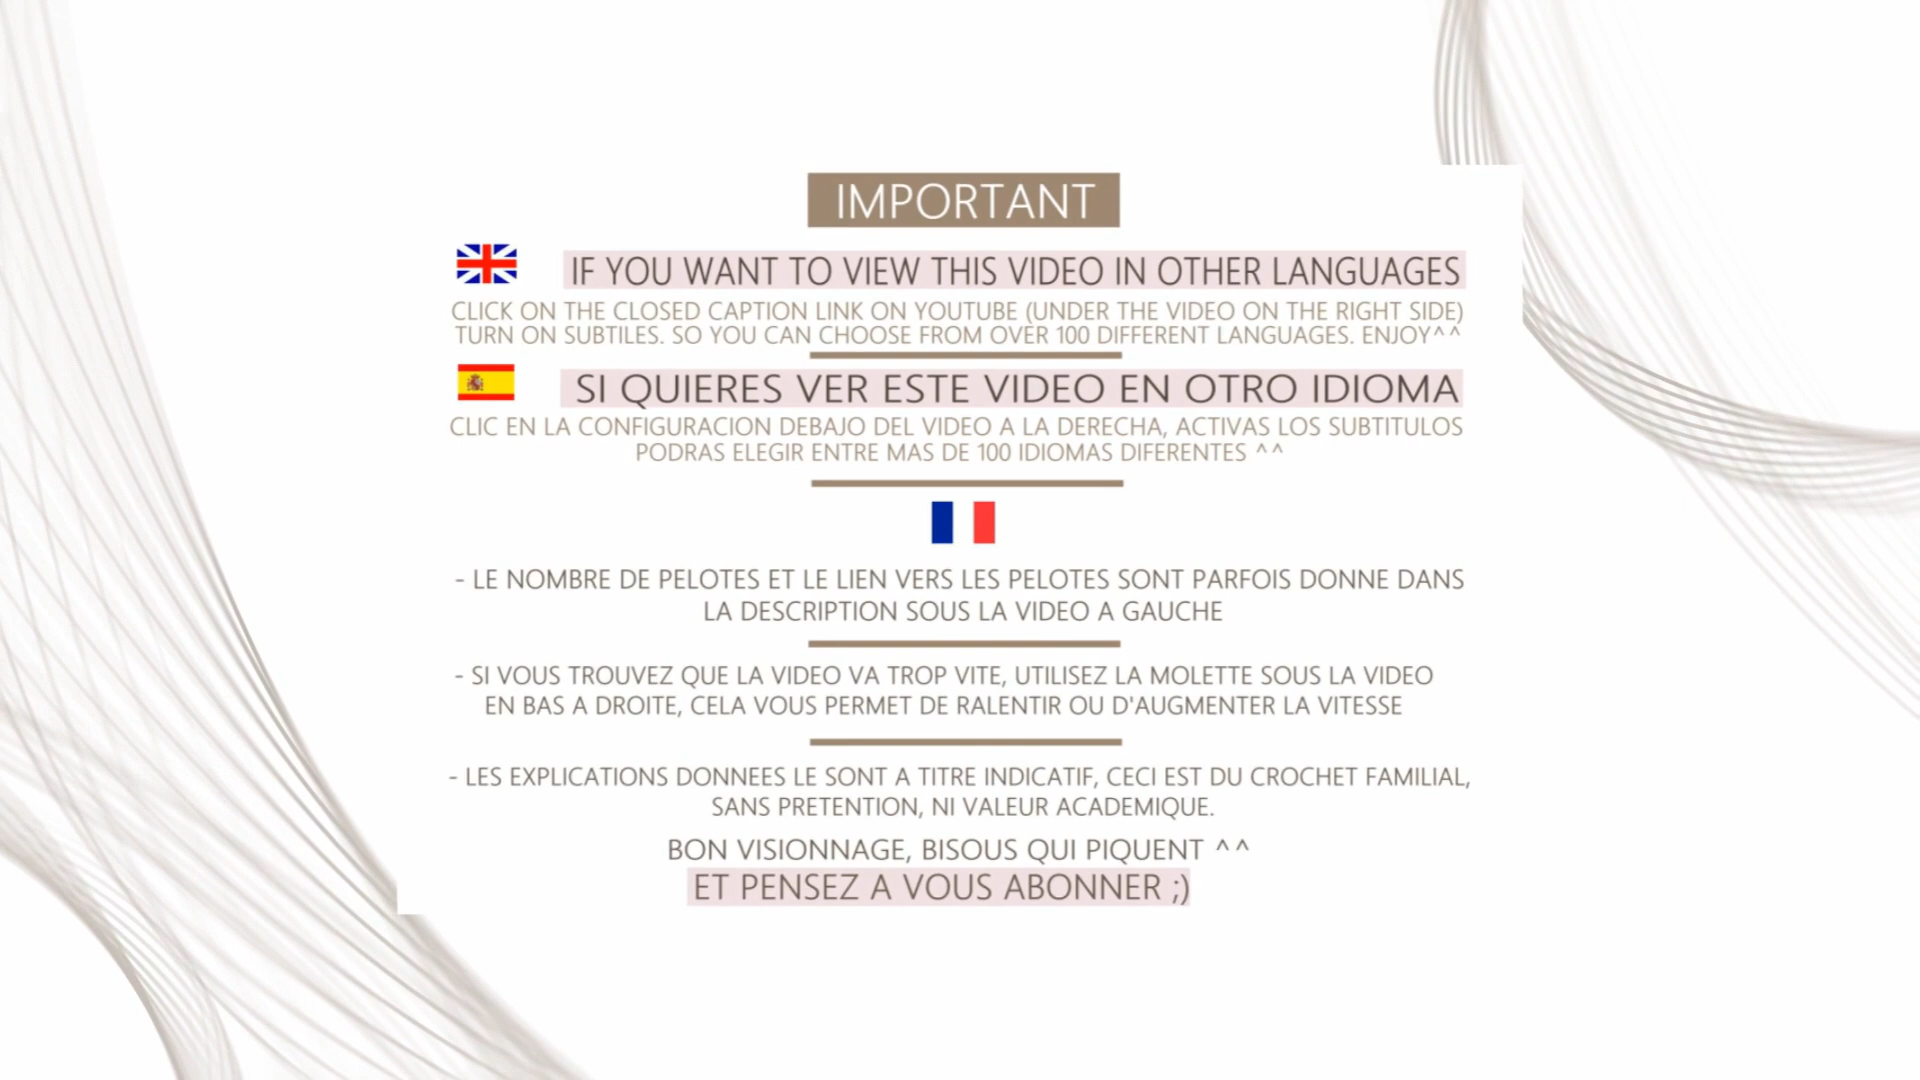 IMPORTANT
IF YOU WANT TO VIEW THIS VIDEO IN OTHER LANGUAGES
CLICK ON THE CLOSED CAPTION LINK ON YOUTUBE (UNDER THE VIDEO ON THE RIGHT SIDE)
TURN ON SUBTILES. SO YOU CAN CHOOSE FROM OVER 100 DIFFERENT LANGUAGES. ENJOY^^
SI QUIERES VER ESTE VIDEO EN OTRO IDIOMA
CLIC EN LA CONFIGURACION DEBAJO DEL VIDEO A LA DERECHA, ACTIVAS LOS SUBTITULOS
PODRAS ELEGIR ENTRE MAS DE 100 IDIOMAS DIFERENTES ^^
- LE NOMBRE DE PELOTES ET LE LIEN VERS LES PELOTES SONT PARFOIS DONNE DANS
LA DESCRIPTION SOUS LA VIDEO A GAUCHE
- SI VOUS TROUVEZ QUE LA VIDEO VA TROP VITE, UTILISEZ LA MOLETTE SOUS LA VIDEO
EN BAS A DROITE, CELA VOUS PERMET DE RALENTIR OU D'AUGMENTER LA VITESSE
- LES EXPLICATIONS DONNEES LE SONT A TITRE INDICATIF, CECI EST DU CROCHET FAMILIAL,
SANS PRETENTION, NI VALEUR ACADEMIQUE.
BON VISIONNAGE, BISOUS QUI PIQUENT ^^
ET PENSEZ A VOUS ABONNER ;)